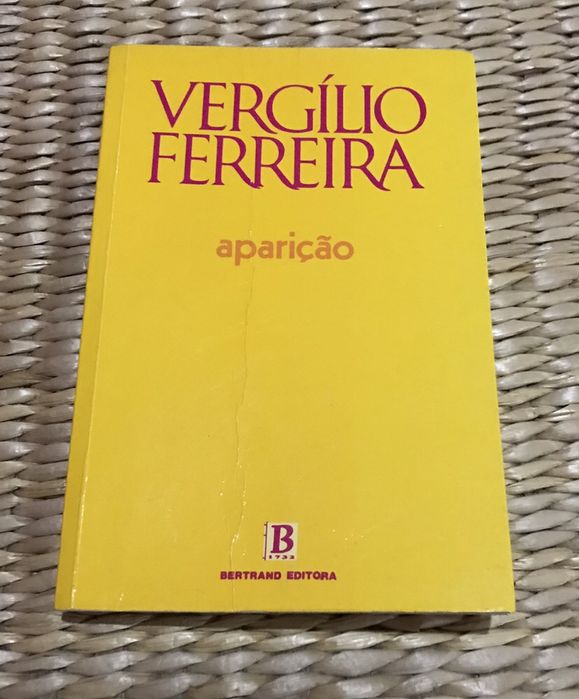 VERGÍLIO
FERREIRA
aparição
B
1732
BERTRAND EDITORA